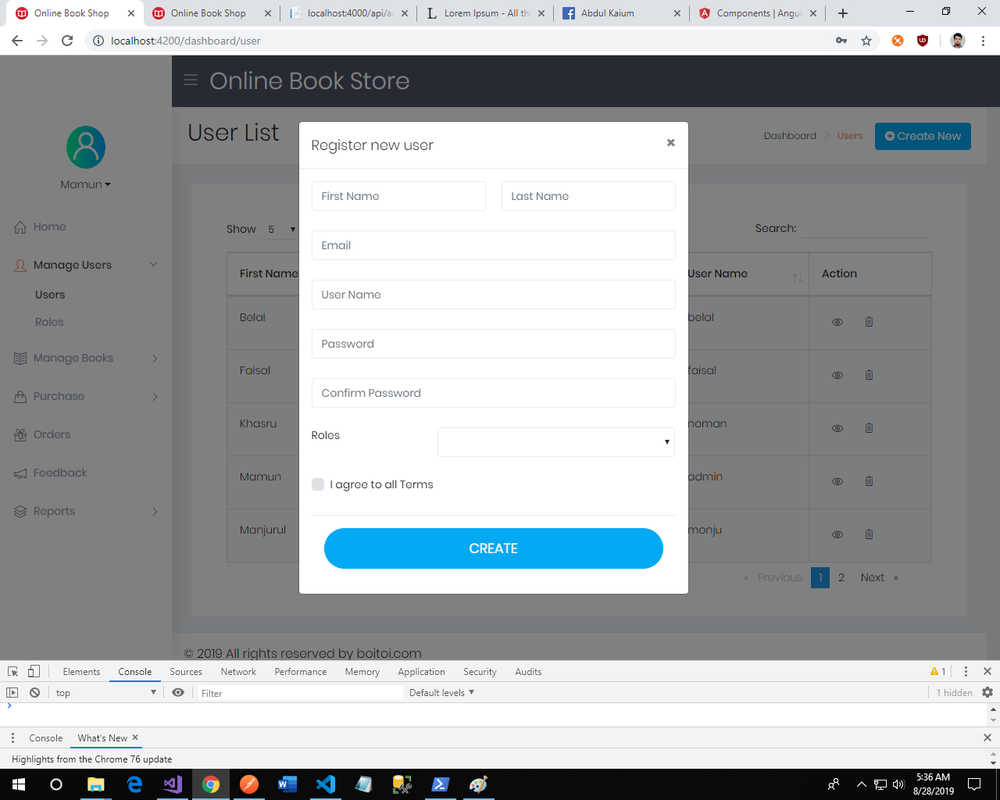 Online Book Shop
Online Book Shop
localhost:4000/api/a
Lorem Ipsum - All the
Abdul Kaium
Components | Angul
localhost:4200/dashboard/user
Online Book Store
User List
Dashboard > Users
Create New
Mamun
Home
Manage Users
Users
Roles
Manage Books
Purchase
Orders
Feedback
Reports
Show 5
Search:
First Name
User Name
Action
Belal
belal
Faisal
faisal
Khasru
noman
Mamun
admin
Manjurul
monju
« Previous 1 2 Next »
Register new user
First Name
Last Name
Email
User Name
Password
Confirm Password
Roles
I agree to all Terms
CREATE
© 2019 All rights reserved by boitoi.com
Elements Console Sources Network Performance Memory Application Security Audits
1
top
Filter
Default levels
1 hidden
Console What's New
Highlights from the Chrome 76 update
5:36 AM
8/28/2019